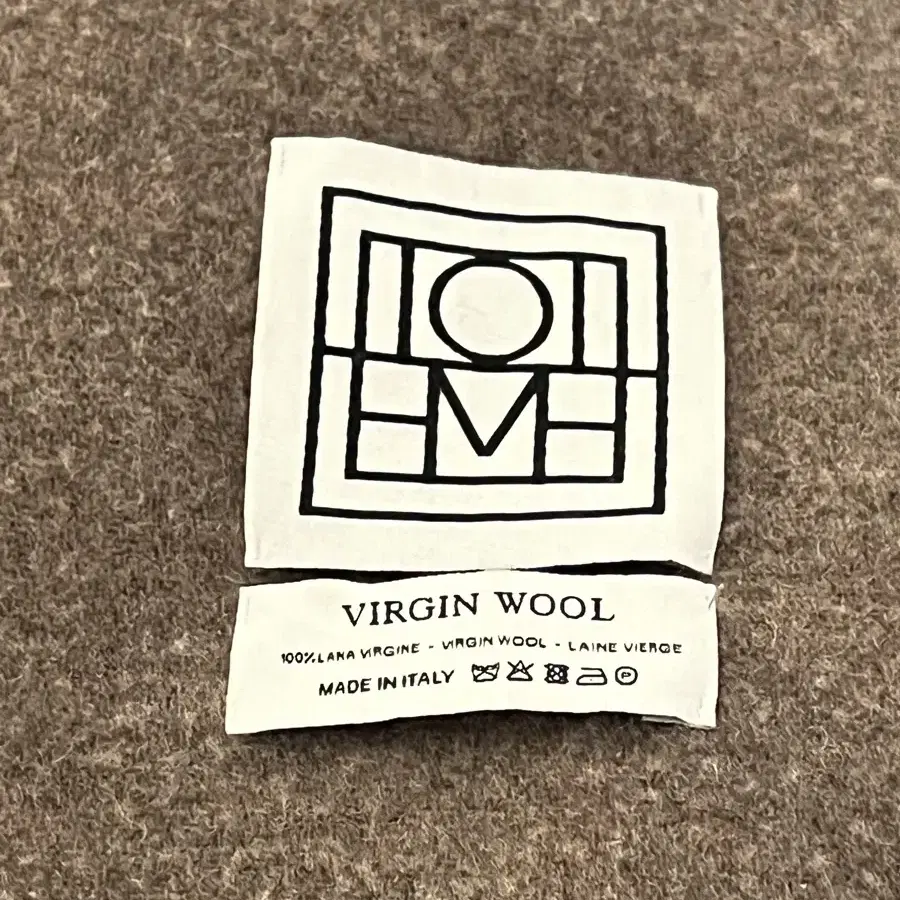 VIRGIN WOOL
100% LANA VIRGINE - VIRGIN WOOL - LAINE VIERGE
MADE IN ITALY
P